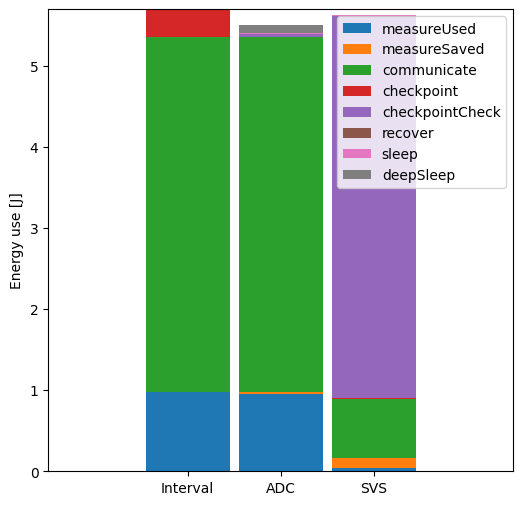 measureUsed
measureSaved
communicate
checkpoint
checkpointCheck
recover
sleep
deepSleep
Energy use [J]
5
4
3
2
1
0
Interval ADC SVS